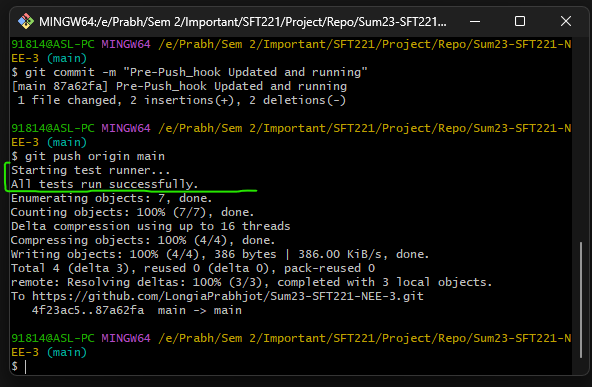 MINGW64:/e/Prabh/Sem 2/Important/SFT221/Project/Repo/Sum23-SFT221...
91814@ASL-PC MINGW64 /e/Prabh/Sem 2/Important/SFT221/Project/Repo/Sum23-SFT221-N
EE-3 (main)
$ git commit -m "Pre-Push_hook Updated and running"
[main 87a62fa] Pre-Push_hook Updated and running
1 file changed, 2 insertions(+), 2 deletions(-)
91814@ASL-PC MINGW64 /e/Prabh/Sem 2/Important/SFT221/Project/Repo/Sum23-SFT221-N
EE-3 (main)
$ git push origin main
Starting test runner...
All tests run successfully.
Enumerating objects: 7, done.
Counting objects: 100% (7/7), done.
Delta compression using up to 16 threads
Compressing objects: 100% (4/4), done.
Writing objects: 100% (4/4), 386 bytes | 386.00 KiB/s, done.
Total 4 (delta 3), reused 0 (delta 0), pack-reused 0
remote: Resolving deltas: 100% (3/3), completed with 3 local objects.
To https://github.com/LongiaPrabhjot/Sum23-SFT221-NEE-3.git
4f23ac5..87a62fa  main -> main
91814@ASL-PC MINGW64 /e/Prabh/Sem 2/Important/SFT221/Project/Repo/Sum23-SFT221-N
EE-3 (main)
$